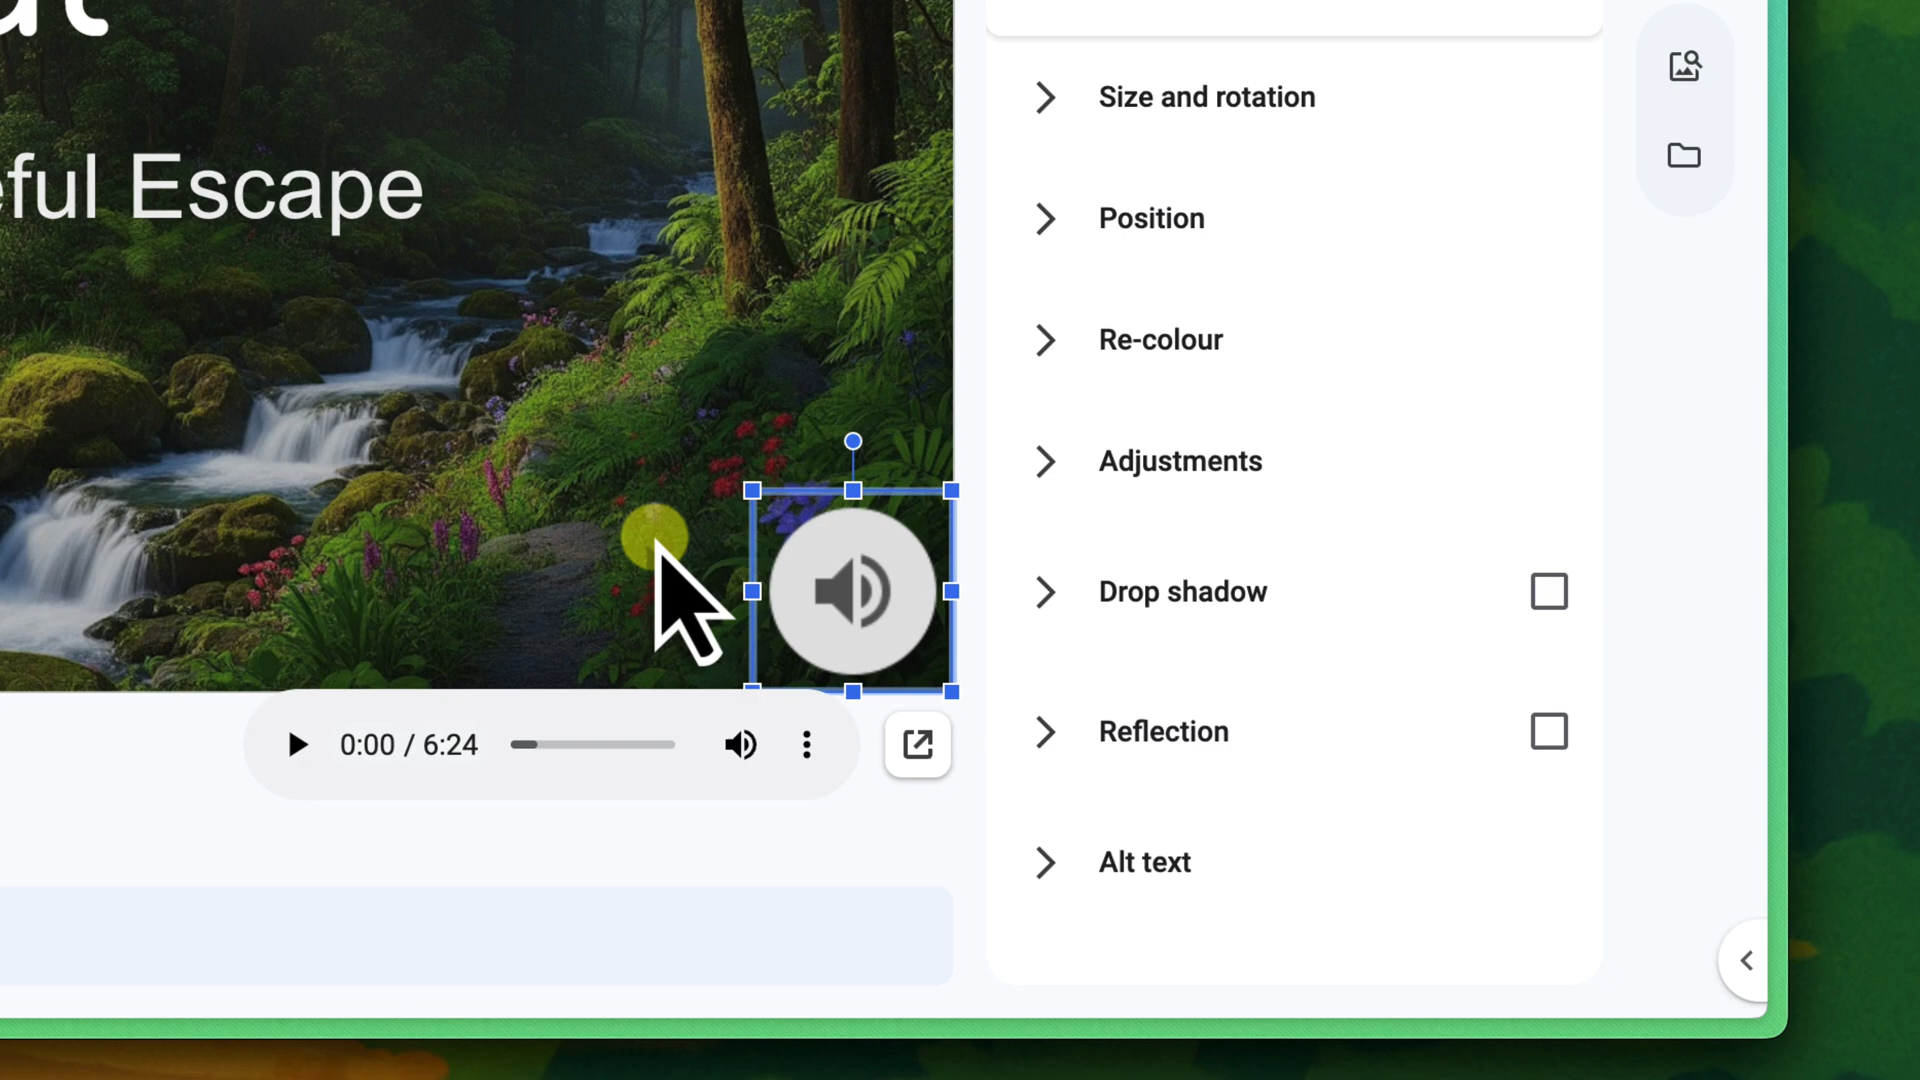 ful Escape
Size and rotation
Position
Re-colour
Adjustments
Drop shadow
Reflection
Alt text
0:00 / 6:24